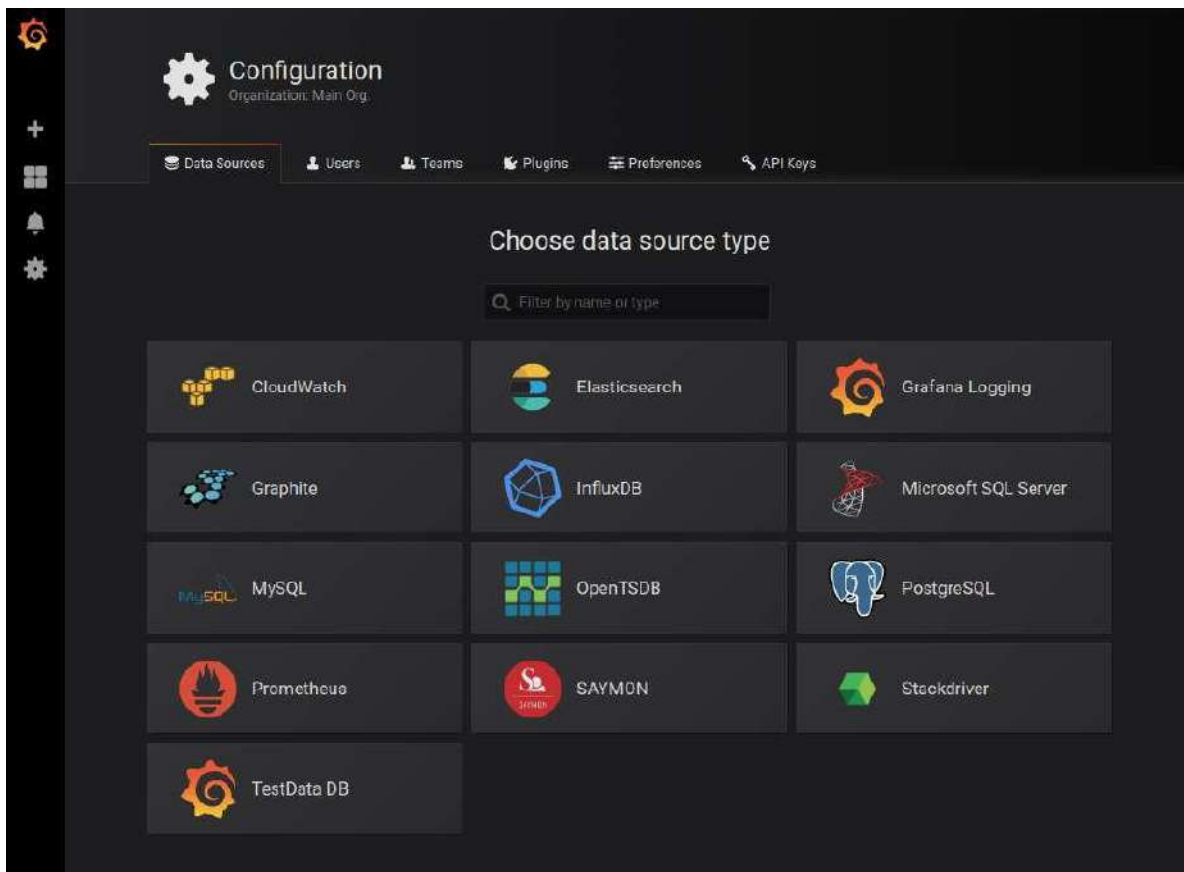 Configuration
Organization: Main Org.
Data Sources
Users
Teams
Plugins
Preferences
API Keys
Choose data source type
Filter by name or type
CloudWatch
Elasticsearch
Grafana Logging
Graphite
InfluxDB
Microsoft SQL Server
MySQL
MySQL
OpenTSDB
PostgreSQL
Prometheus
SAYMON
SAYMON
Stackdriver
TestData DB